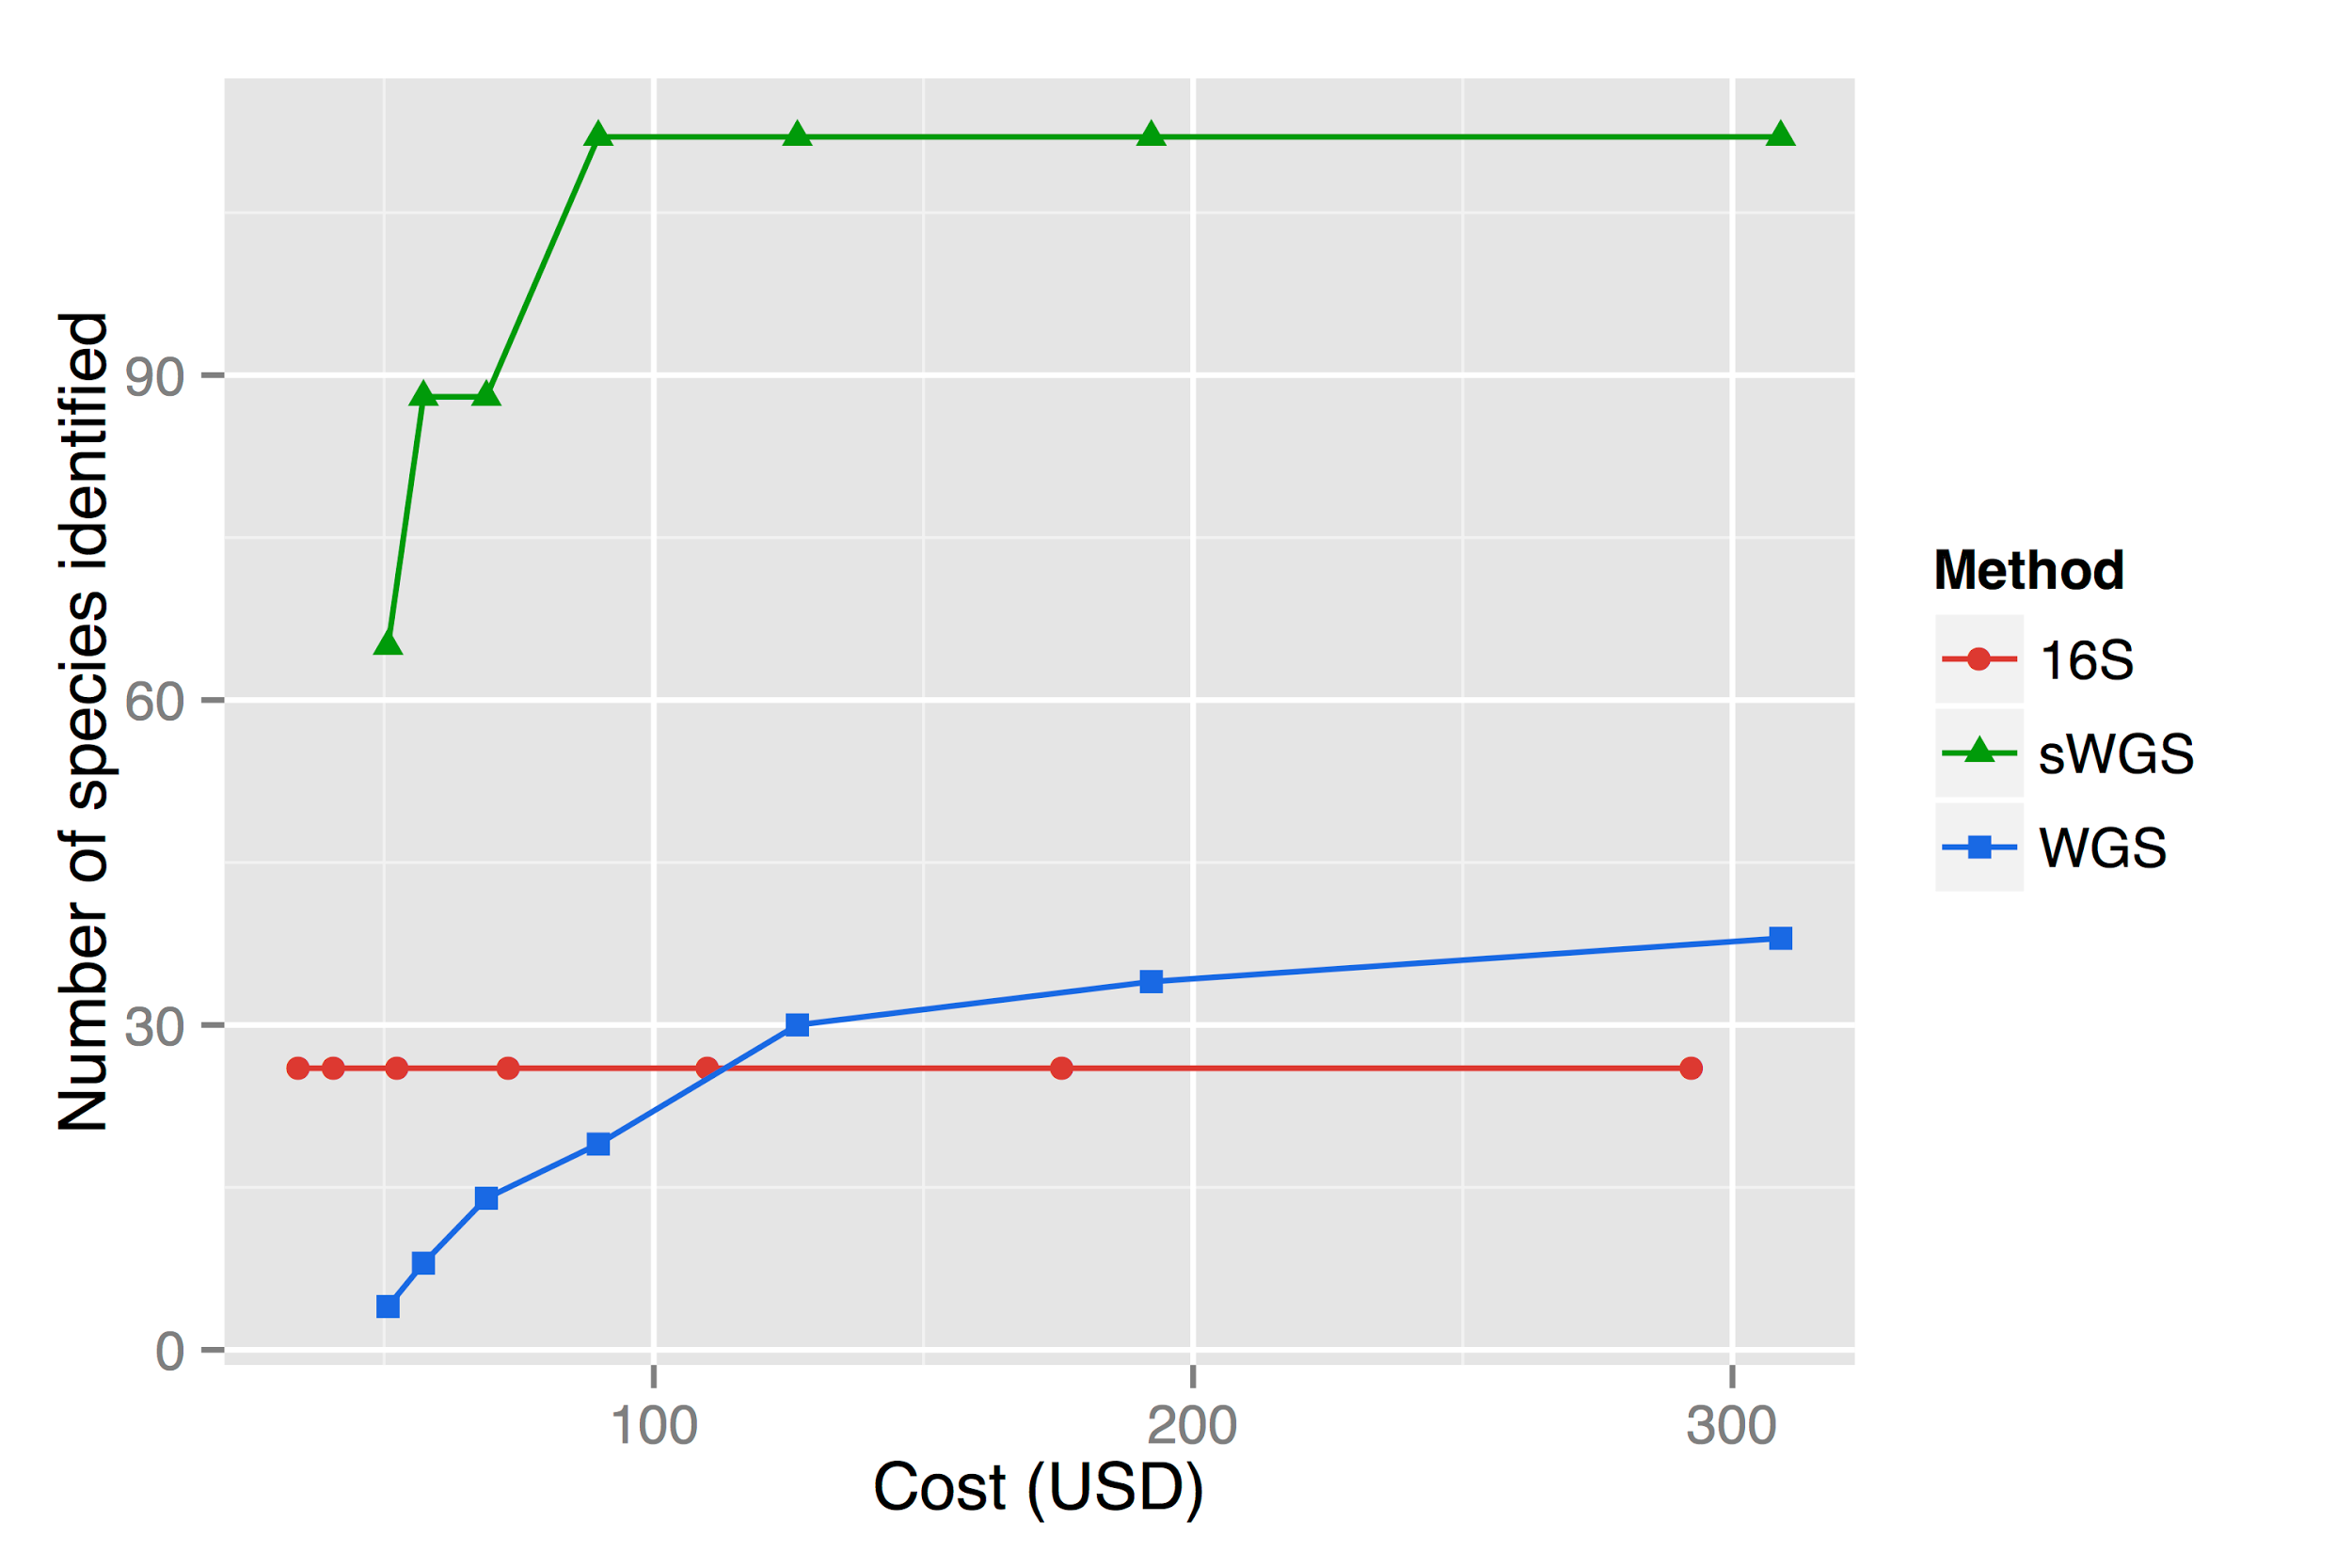 Number of species identified
90
60
30
0
100 200 300
Cost (USD)
Method
16S
sWGS
WGS